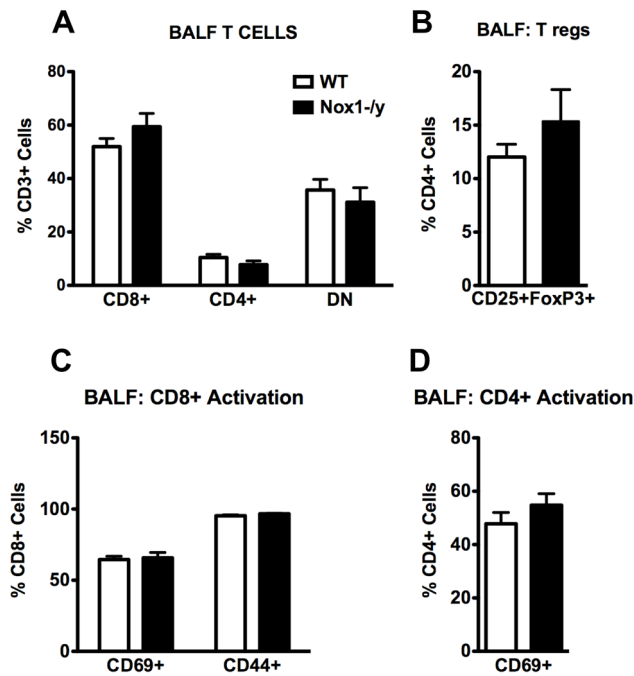 A
BALF T CELLS
WT
Nox1-/y
% CD3+ Cells
80
60
40
20
0
CD8+
CD4+
DN
B
BALF: T regs
% CD4+ Cells
20
15
10
5
0
CD25+FoxP3+
C
BALF: CD8+ Activation
% CD8+ Cells
150
100
50
0
CD69+
CD44+
D
BALF: CD4+ Activation
% CD4+ Cells
80
60
40
20
0
CD69+